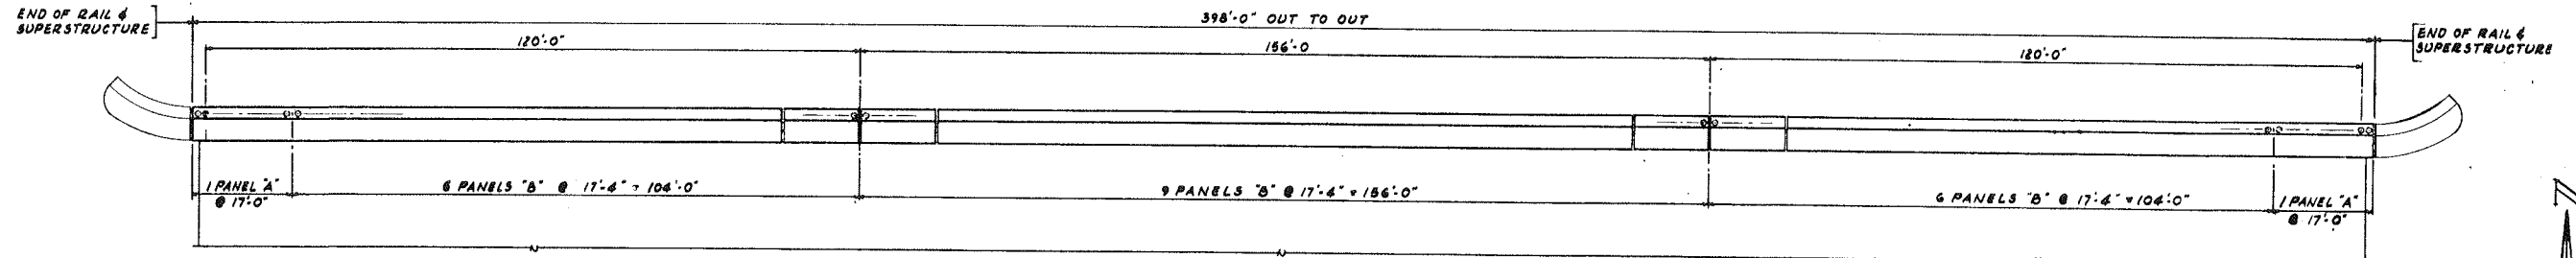 END OF RAIL &
SUPERSTRUCTURE
398'-0" OUT TO OUT
END OF RAIL &
SUPERSTRUCTURE
120'-0"
156'-0
120'-0"
1 PANEL "A"
@ 17'-0"
6 PANELS "B" @ 17'-4" = 104'-0"
9 PANELS "B" @ 17'-4" = 156'-0"
6 PANELS "B" @ 17'-4" = 104'-0"
1 PANEL "A"
@ 17'-0"